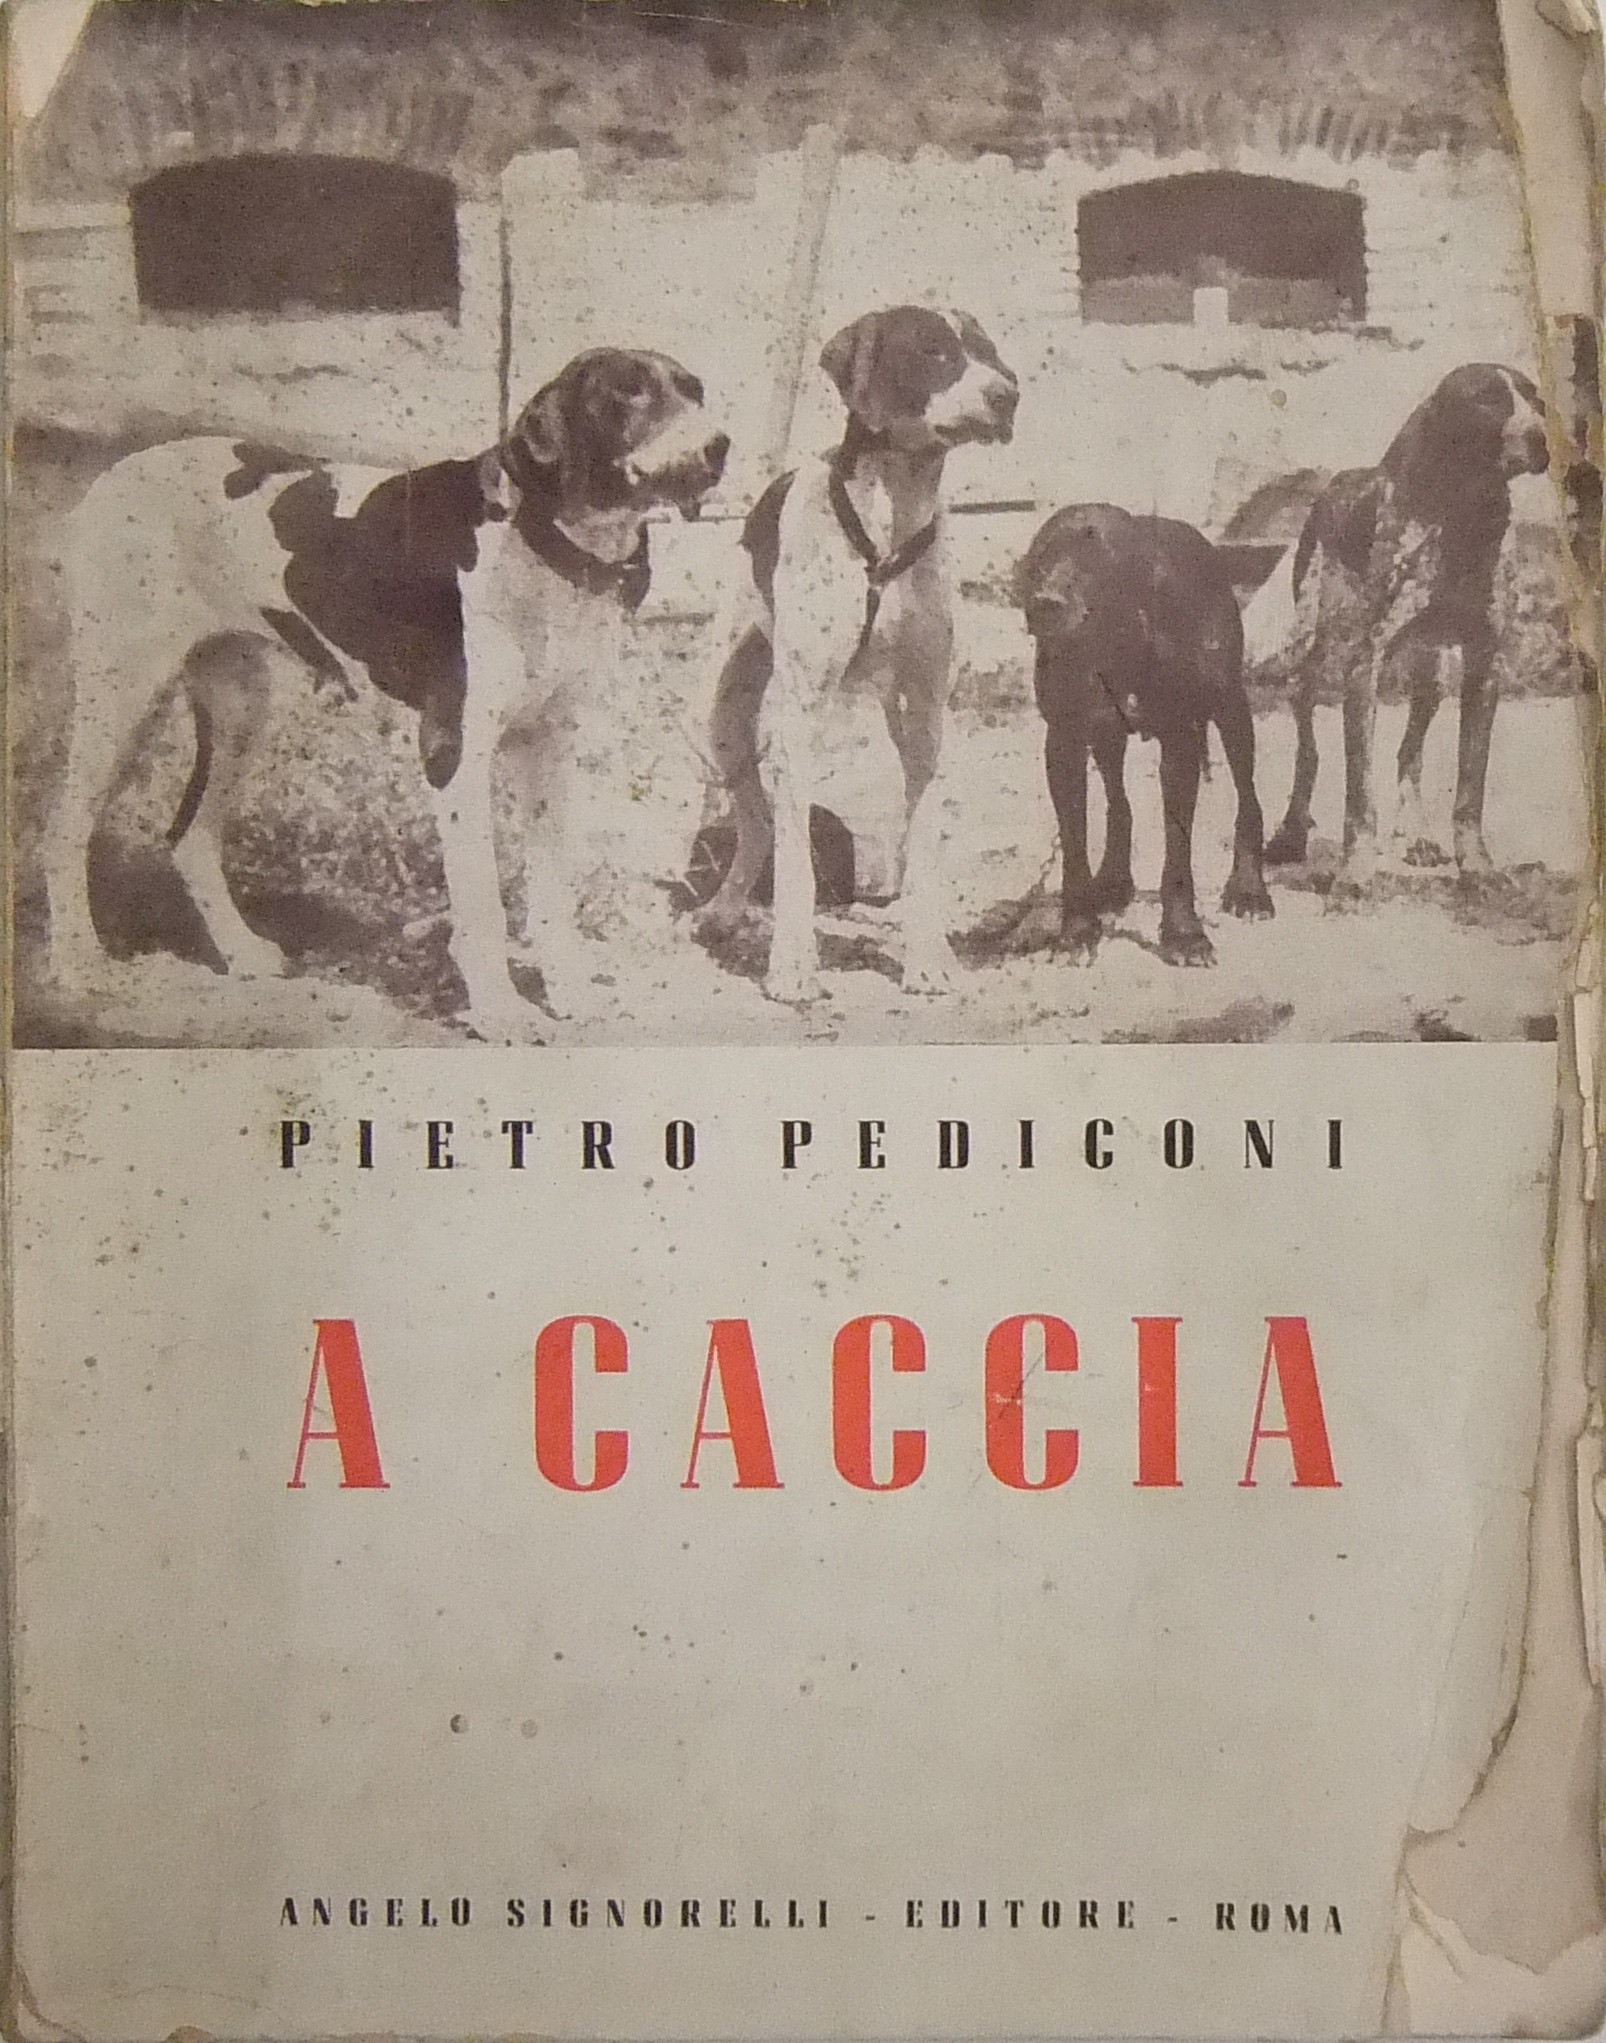 PIETRO PEDICONI
A CACCIA
ANGELO SIGNORELLI - EDITORE - ROMA